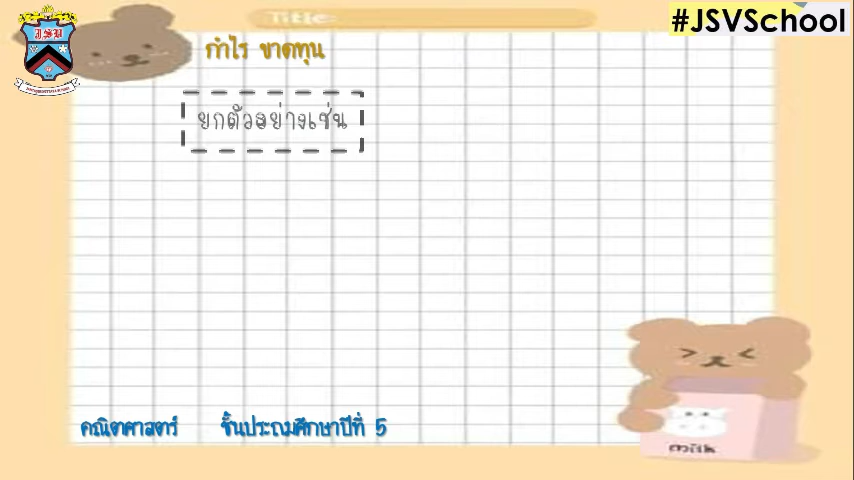 Title:
#JSVSchool
JSV
กำไร ขาดทุน
ยกตัวอย่างเช่น
คณิตศาสตร์ ชั้นประถมศึกษาปีที่ 5
milk